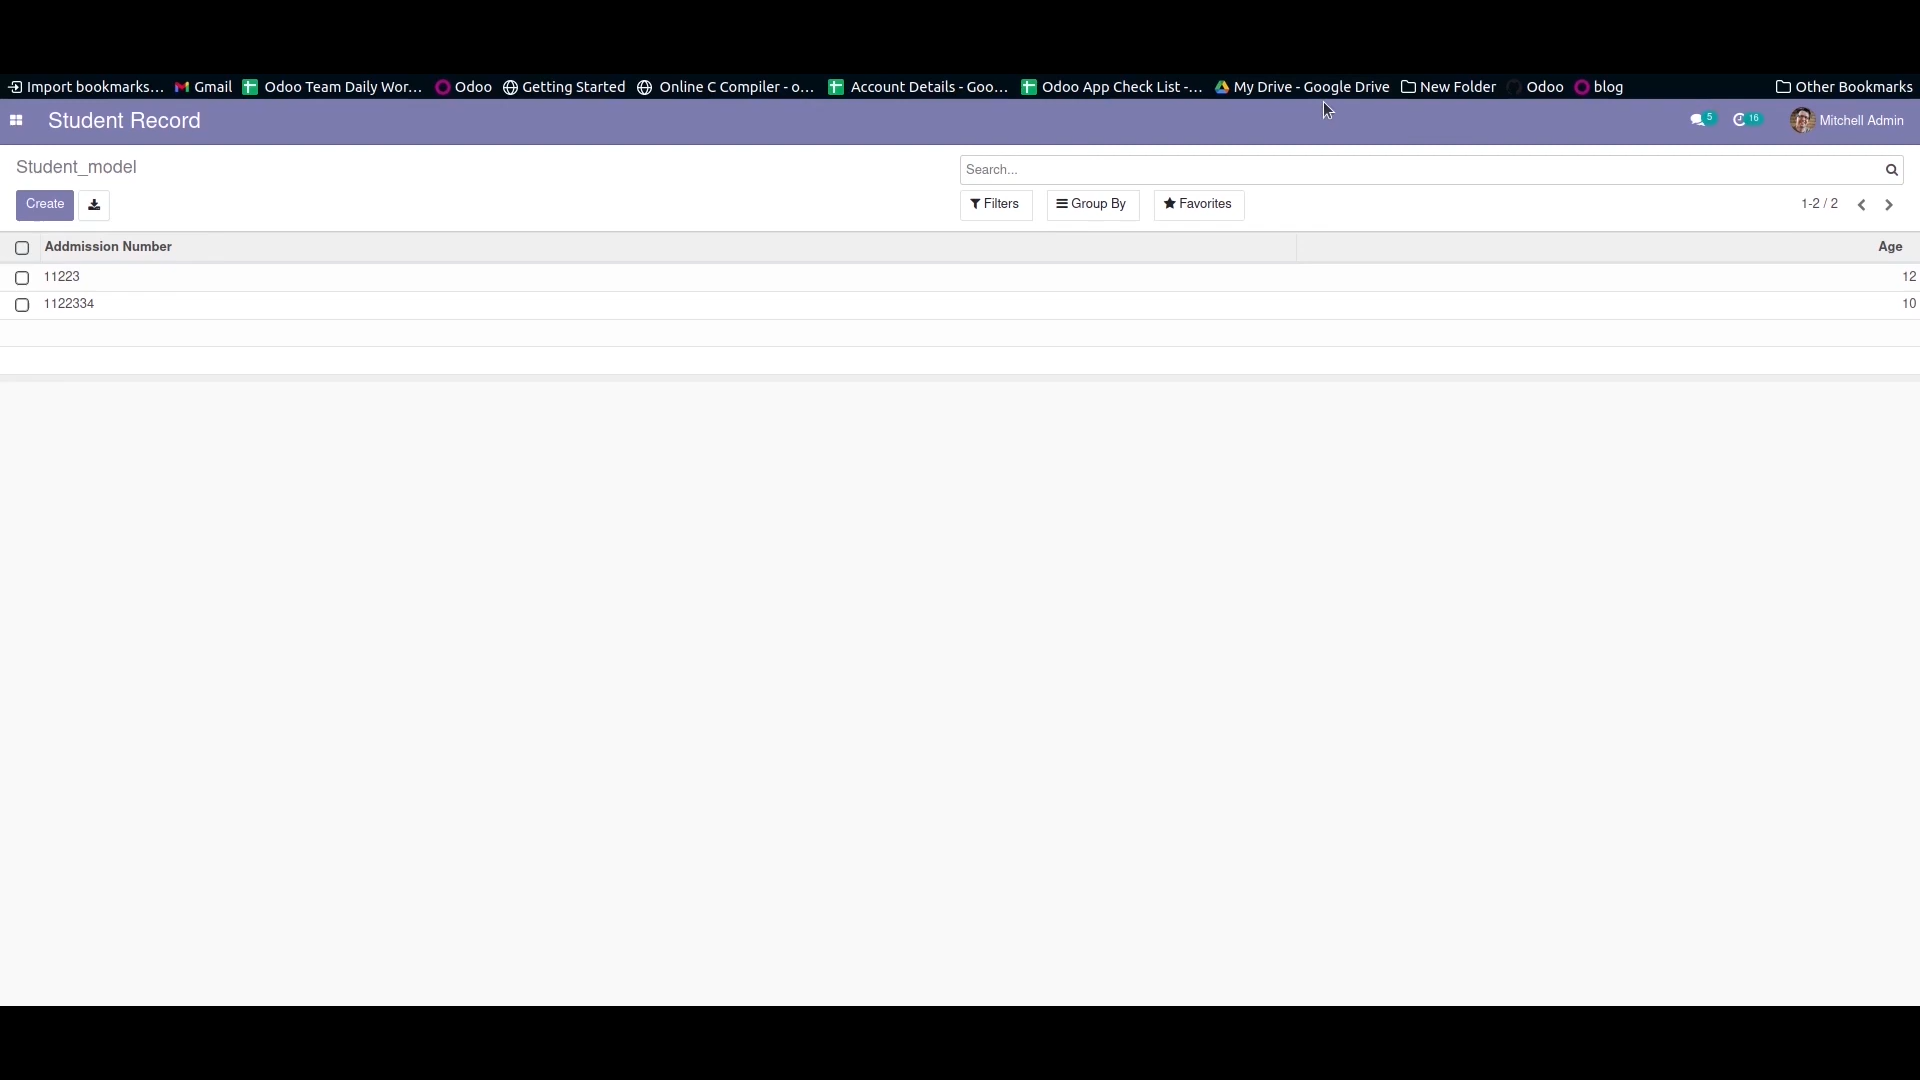 Import bookmarks... Gmail Odoo Team Daily Wor... Odoo Getting Started Online C Compiler - o... Account Details - Goo... Odoo App Check List -... My Drive - Google Drive New Folder Odoo blog Other Bookmarks
Student Record 5 16 Mitchell Admin
Student_model Search...
Create Filters Group By Favorites 1-2 / 2
Addmission Number Age
11223 12
1122334 10